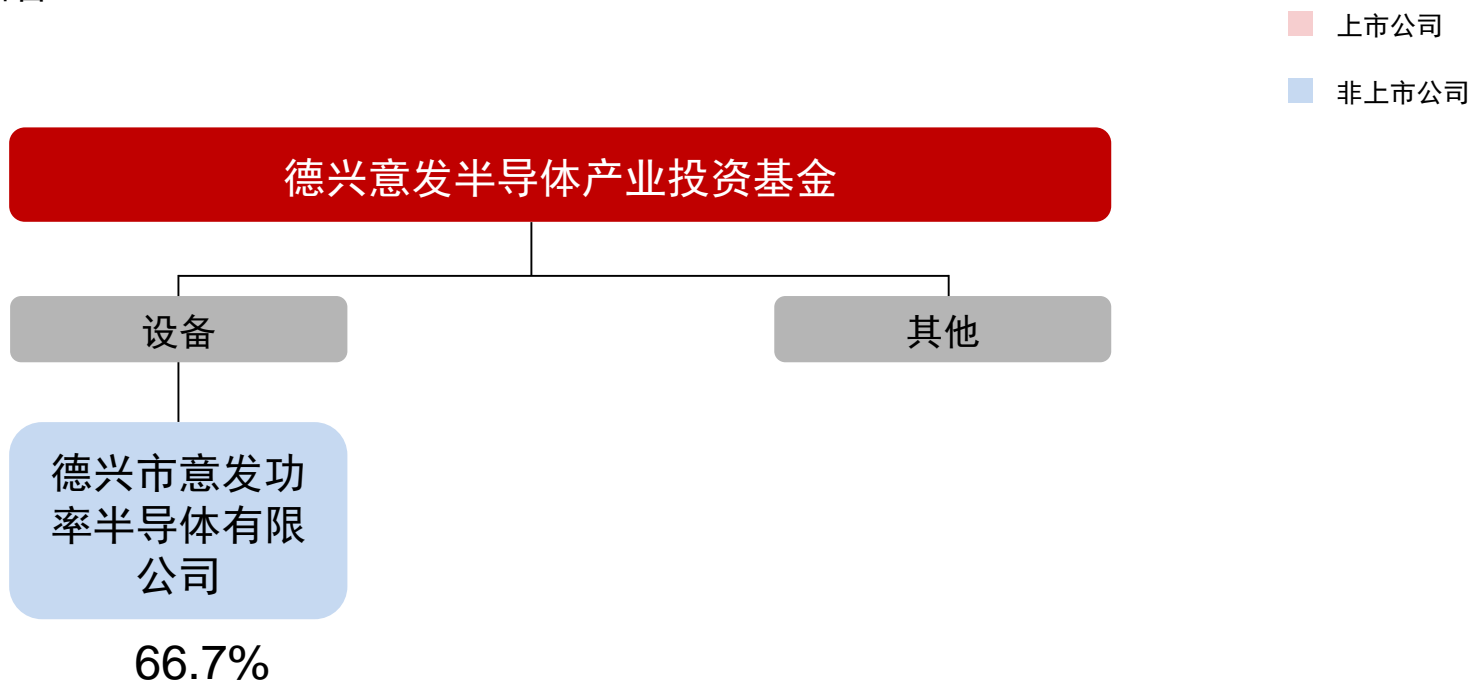 上市公司
非上市公司
德兴意发半导体产业投资基金
设备
其他
德兴市意发功
率半导体有限
公司
66.7%